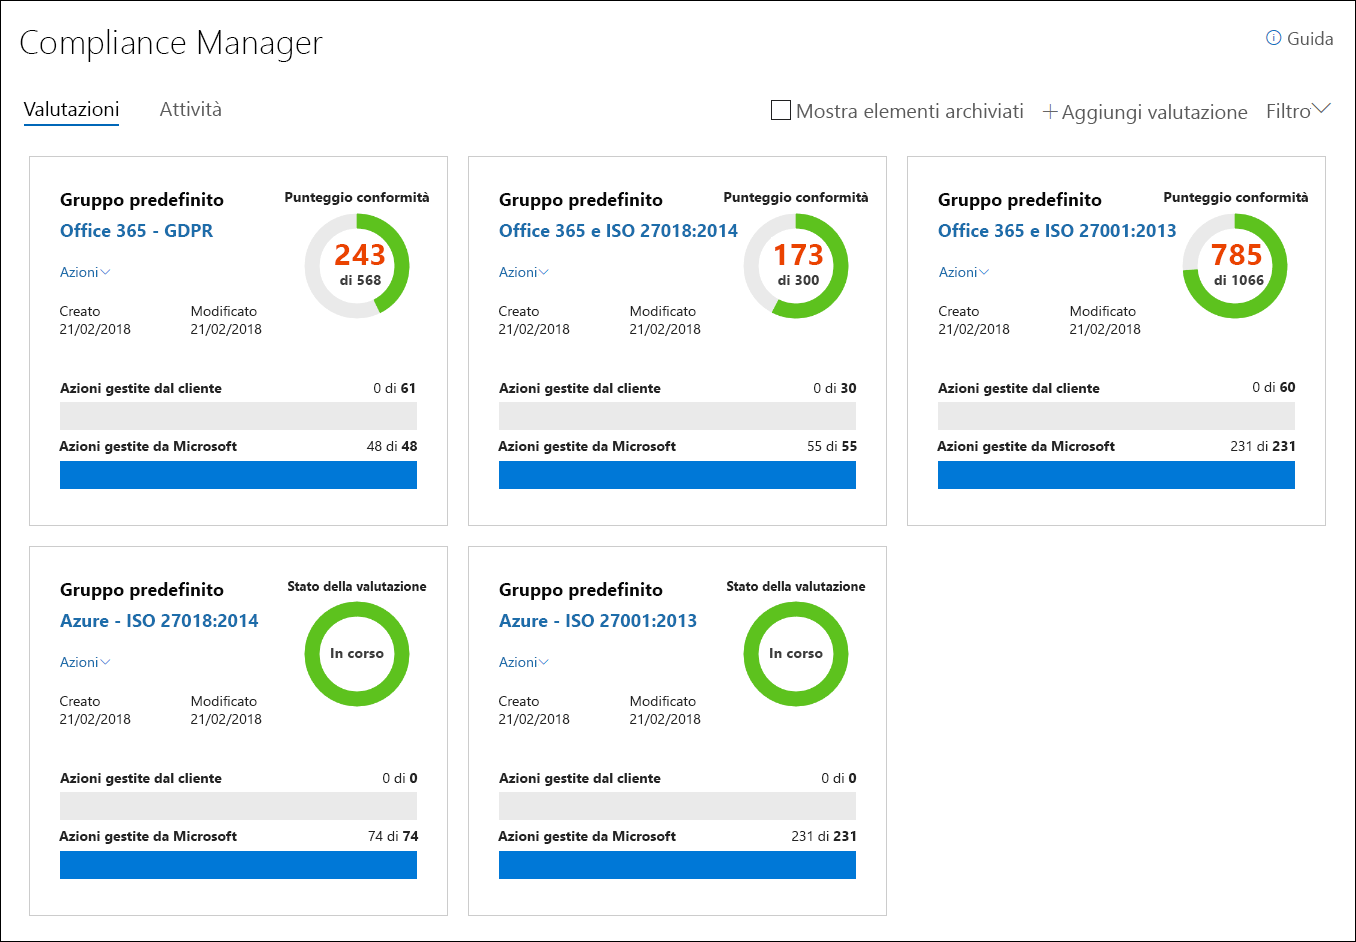 Compliance Manager
Guida
Valutazioni
Attività
Mostra elementi archiviati
+Aggiungi valutazione
Filtro
Gruppo predefinito
Punteggio conformità
Office 365 - GDPR
243
di 568
Azioni
Creato
Modificato
21/02/2018
21/02/2018
Azioni gestite dal cliente
0 di 61
Azioni gestite da Microsoft
48 di 48
Gruppo predefinito
Punteggio conformità
Office 365 e ISO 27018:2014
173
di 300
Azioni
Creato
Modificato
21/02/2018
21/02/2018
Azioni gestite dal cliente
0 di 30
Azioni gestite da Microsoft
55 di 55
Gruppo predefinito
Punteggio conformità
Office 365 e ISO 27001:2013
785
di 1066
Azioni
Creato
Modificato
21/02/2018
21/02/2018
Azioni gestite dal cliente
0 di 60
Azioni gestite da Microsoft
231 di 231
Gruppo predefinito
Stato della valutazione
Azure - ISO 27018:2014
In corso
Azioni
Creato
Modificato
21/02/2018
21/02/2018
Azioni gestite dal cliente
0 di 0
Azioni gestite da Microsoft
74 di 74
Gruppo predefinito
Stato della valutazione
Azure - ISO 27001:2013
In corso
Azioni
Creato
Modificato
21/02/2018
21/02/2018
Azioni gestite dal cliente
0 di 0
Azioni gestite da Microsoft
231 di 231